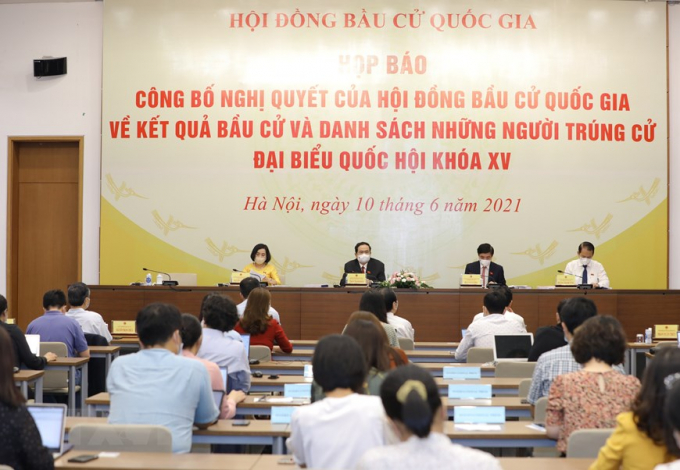 HỘI ĐỒNG BẦU CỬ QUỐC GIA
HỌP BÁO
CÔNG BỐ NGHỊ QUYẾT CỦA HỘI ĐỒNG BẦU CỬ QUỐC GIA
VỀ KẾT QUẢ BẦU CỬ VÀ DANH SÁCH NHỮNG NGƯỜI TRÚNG CỬ
ĐẠI BIỂU QUỐC HỘI KHÓA XV
Hà Nội, ngày 10 tháng 6 năm 2021